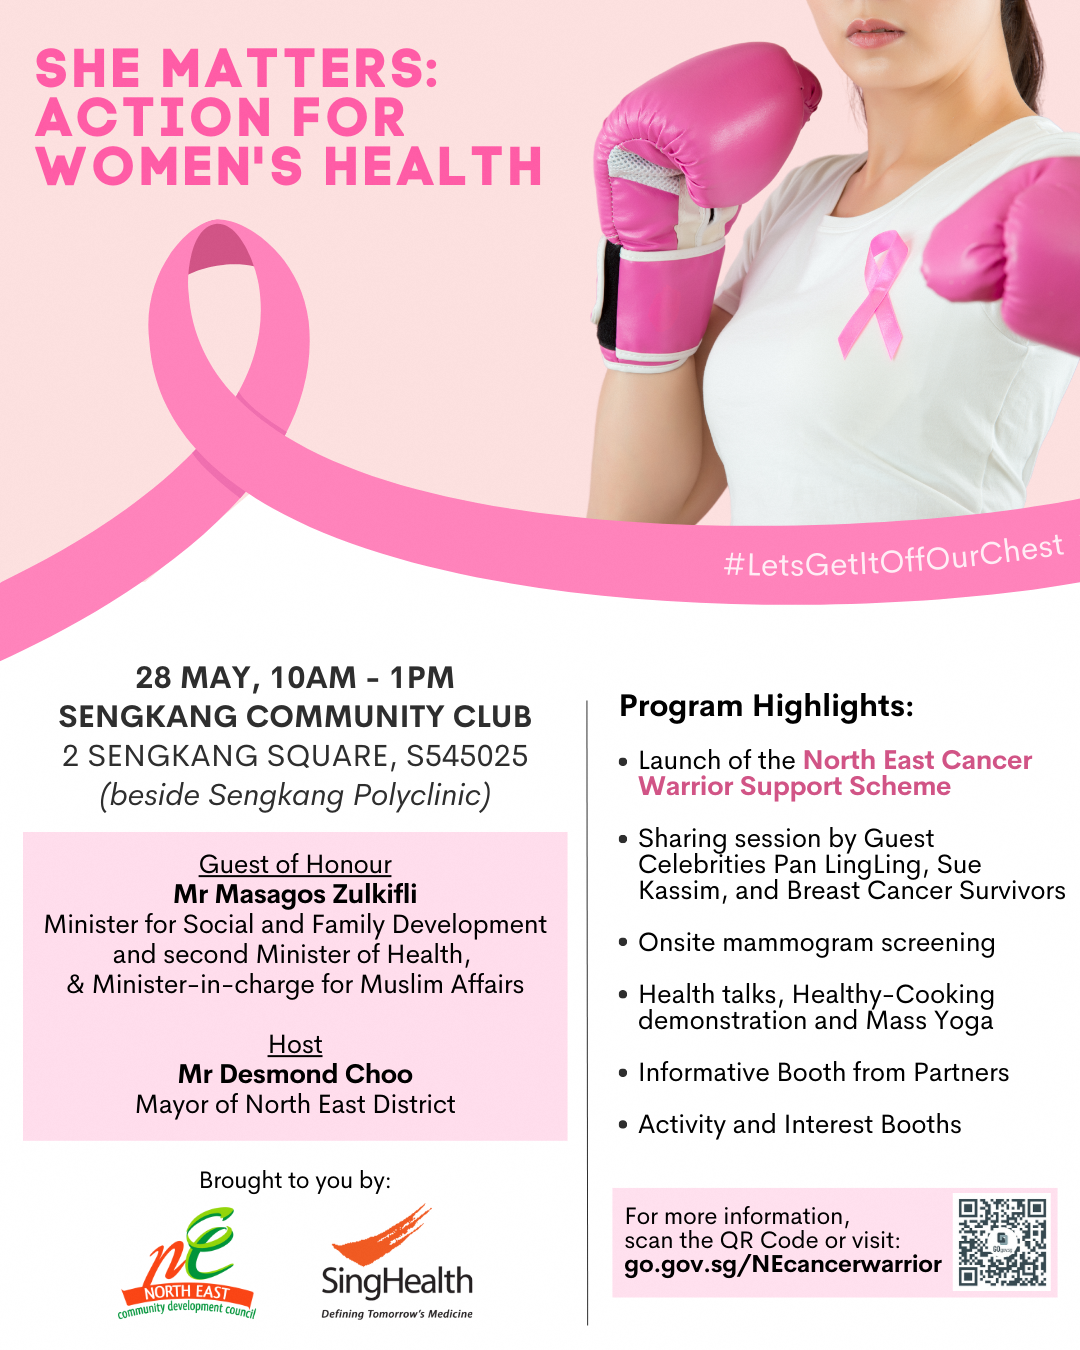 SHE MATTERS:
ACTION FOR
WOMEN'S HEALTH
#LetsGetItOffOurChest
28 MAY, 10AM - 1PM
SENGKANG COMMUNITY CLUB
2 SENGKANG SQUARE, S545025
(beside Sengkang Polyclinic)
Guest of Honour
Mr Masagos Zulkifli
Minister for Social and Family Development
and second Minister of Health,
& Minister-in-charge for Muslim Affairs
Host
Mr Desmond Choo
Mayor of North East District
Brought to you by:
ne
NORTH EAST
community development council
SingHealth
Defining Tomorrow's Medicine
Program Highlights:
• Launch of the North East Cancer
Warrior Support Scheme
• Sharing session by Guest
Celebrities Pan LingLing, Sue
Kassim, and Breast Cancer Survivors
• Onsite mammogram screening
• Health talks, Healthy-Cooking
demonstration and Mass Yoga
• Informative Booth from Partners
• Activity and Interest Booths
For more information,
scan the QR Code or visit:
go.gov.sg/NEcancerwarrior
GO.gov.sg